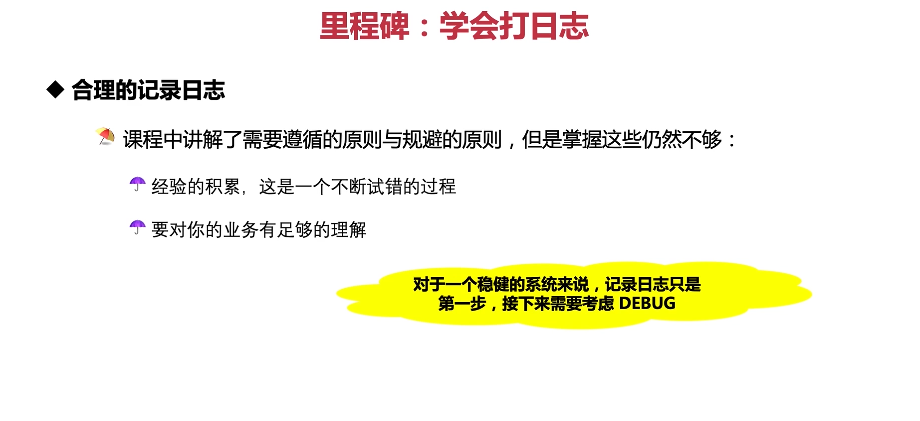 里程碑：学会打日志
合理的记录日志
课程中讲解了需要遵循的原则与规避的原则，但是掌握这些仍然不够：
经验的积累，这是一个不断试错的过程
要对你的业务有足够的理解
对于一个稳健的系统来说，记录日志只是
第一步，接下来需要考虑 DEBUG